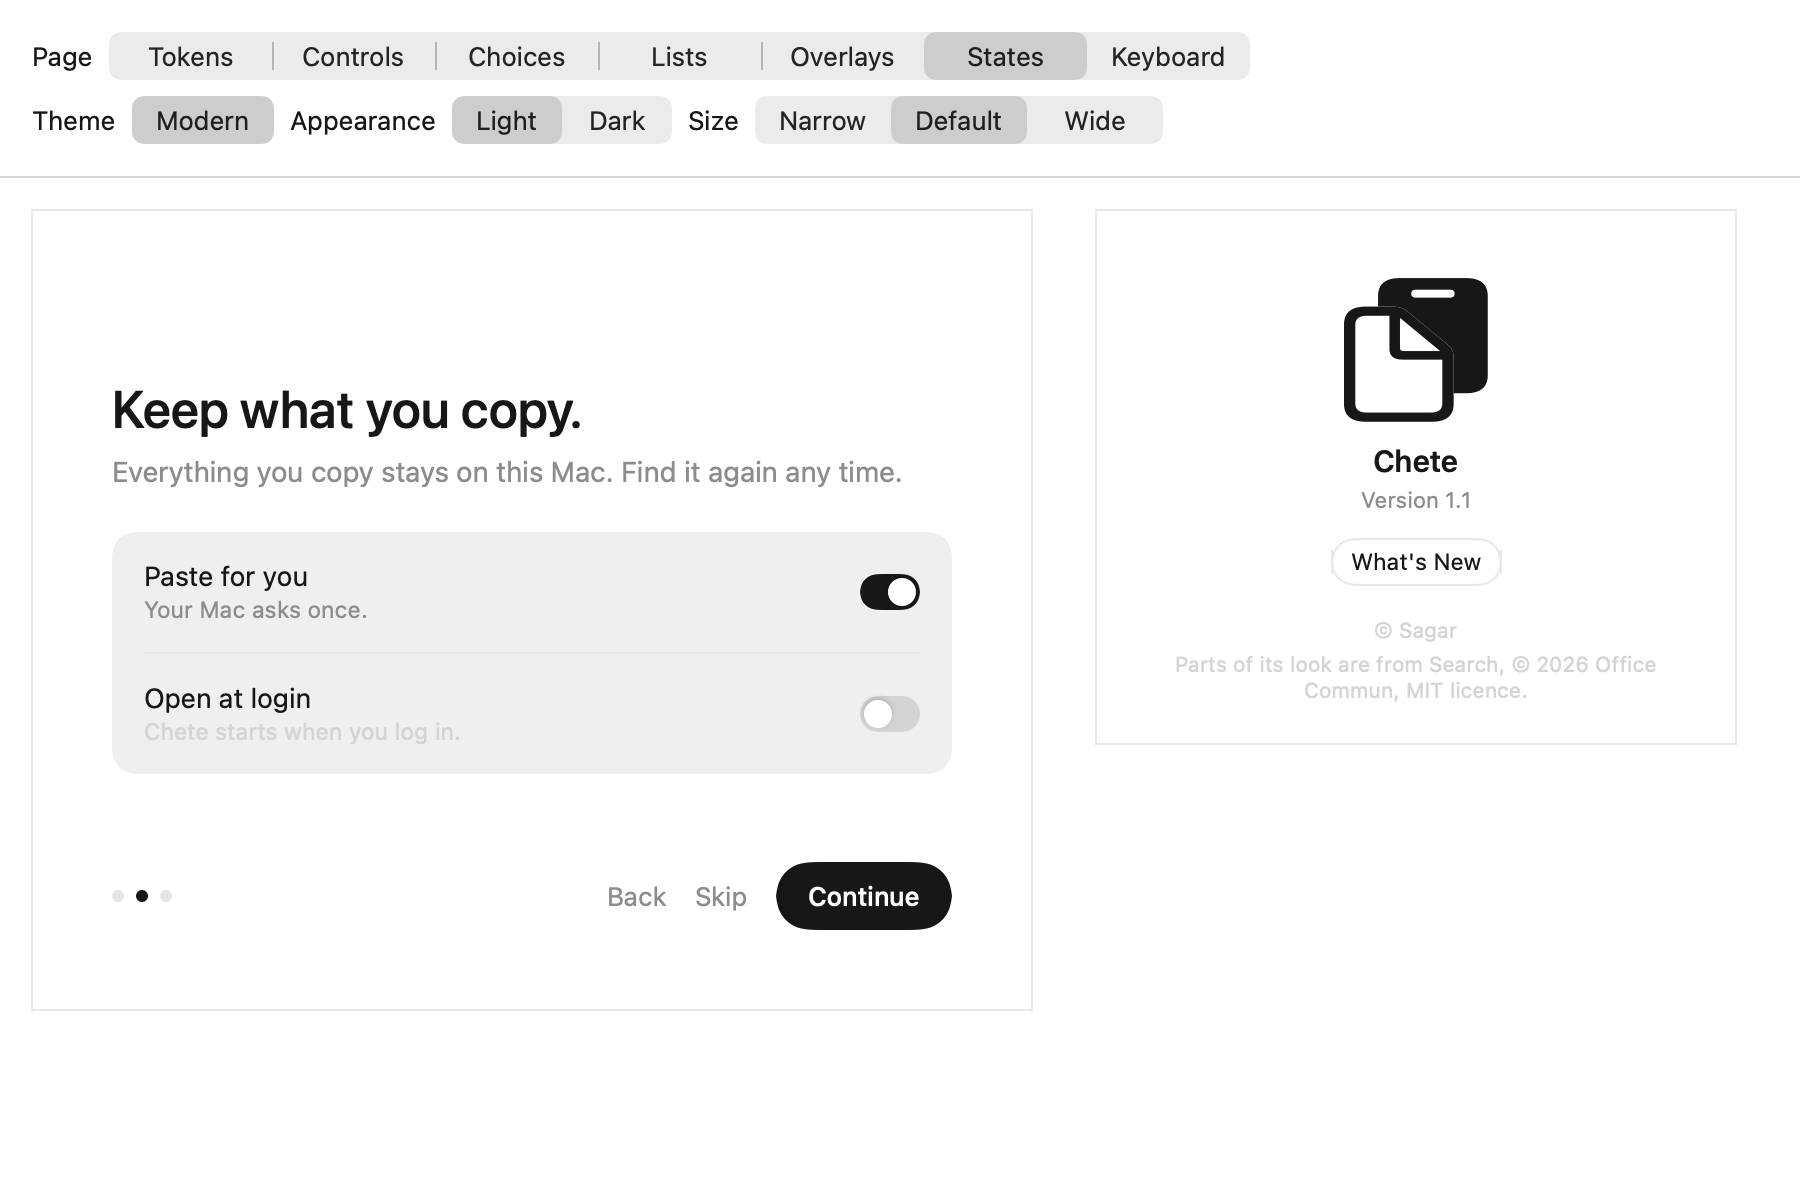 Page Tokens Controls Choices Lists Overlays States Keyboard
Theme Modern Appearance Light Dark Size Narrow Default Wide
Keep what you copy.
Everything you copy stays on this Mac. Find it again any time.
Paste for you
Your Mac asks once.
Open at login
Chete starts when you log in.
Back Skip Continue
Chete
Version 1.1
What's New
© Sagar
Parts of its look are from Search, © 2026 Office
Commun, MIT licence.